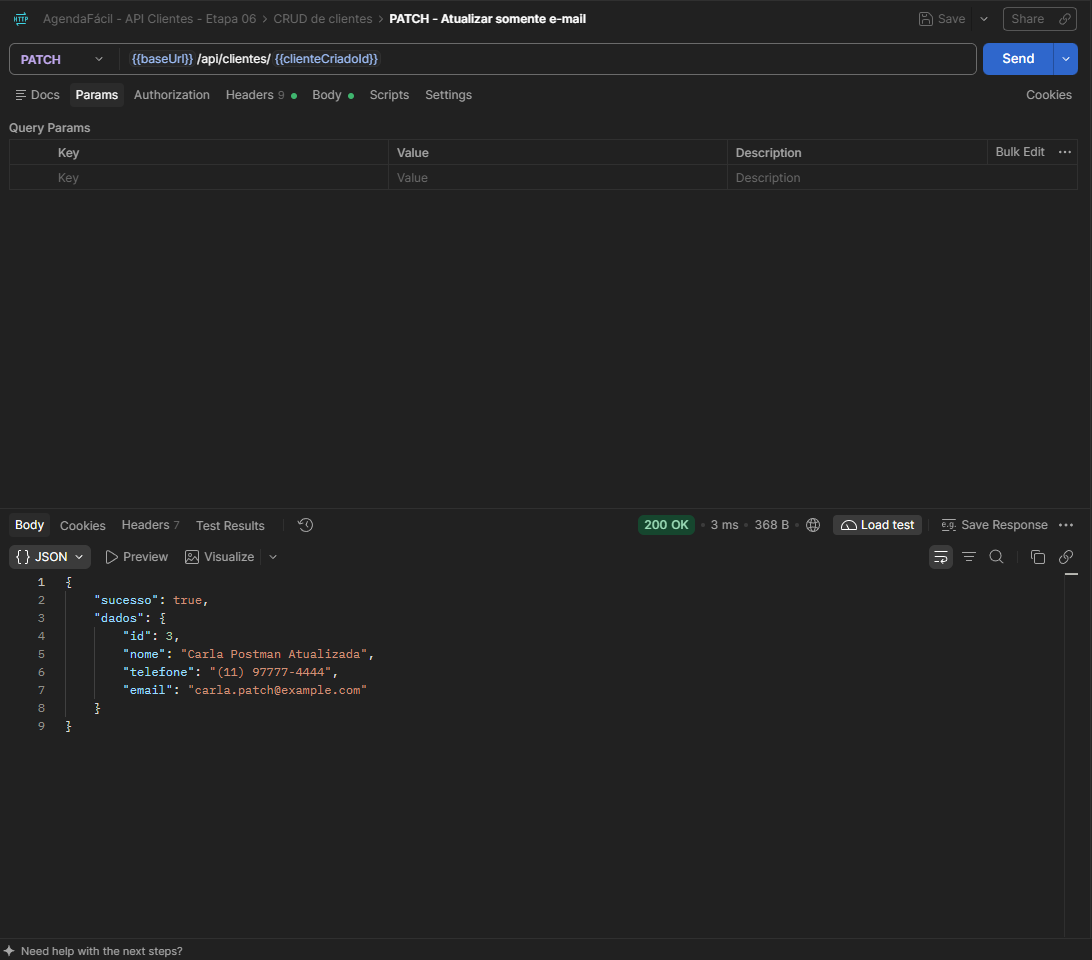 HTTP AgendaFácil - API Clientes - Etapa 06 > CRUD de clientes > PATCH - Atualizar somente e-mail Save Share
PATCH {{baseUrl}} /api/clientes/ {{clienteCriadoId}} Send
Docs Params Authorization Headers 9 Body Scripts Settings Cookies
Query Params
Key Value Description Bulk Edit ...
Key Value Description
Body Cookies Headers 7 Test Results 200 OK • 3 ms • 368 B • Load test e.g. Save Response ...
{} JSON Preview Visualize
1 {
2 "sucesso": true,
3 "dados": {
4 "id": 3,
5 "nome": "Carla Postman Atualizada",
6 "telefone": "(11) 97777-4444",
7 "email": "carla.patch@example.com"
8 }
9 }
Need help with the next steps?